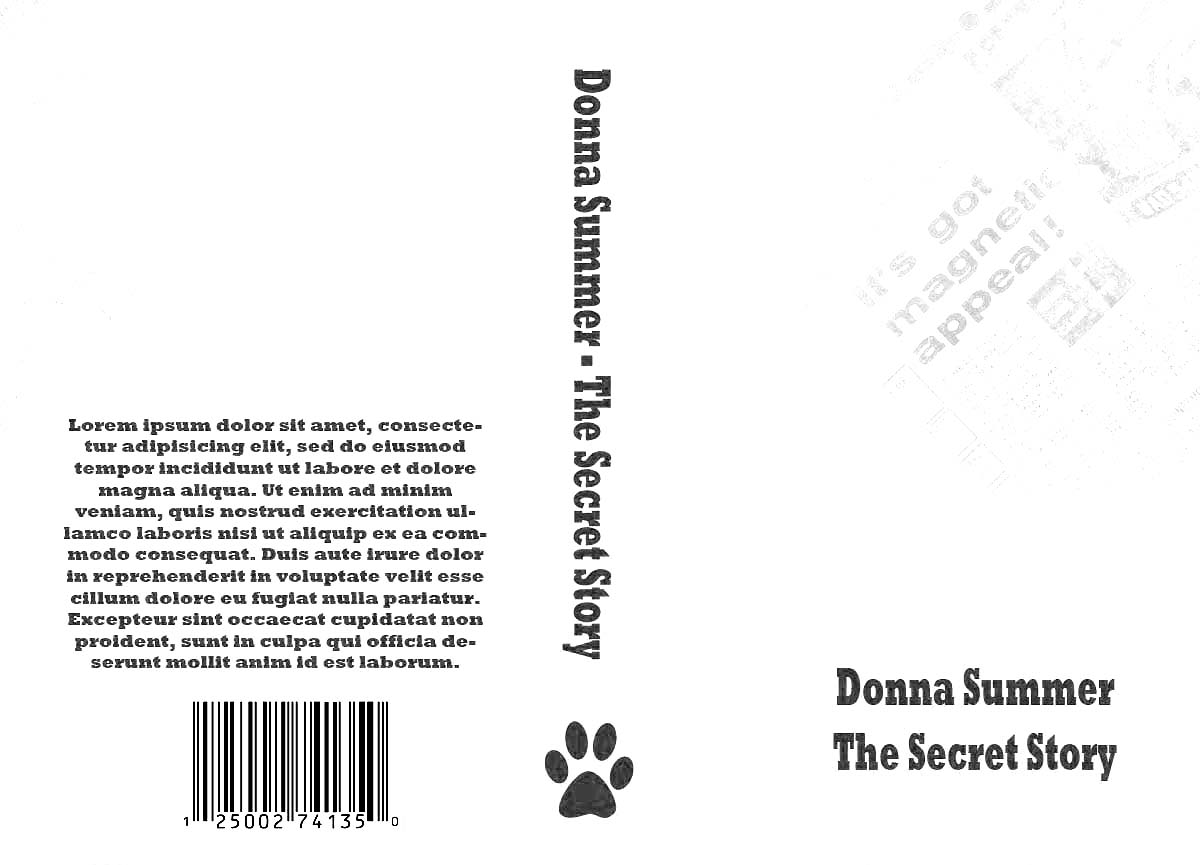 Lorem ipsum dolor sit amet, consecte-
tur adipisicing elit, sed do eiusmod
tempor incididunt ut labore et dolore
magna aliqua. Ut enim ad minim
veniam, quis nostrud exercitation ul-
lamco laboris nisi ut aliquip ex ea com-
modo consequat. Duis aute irure dolor
in reprehenderit in voluptate velit esse
cillum dolore eu fugiat nulla pariatur.
Excepteur sint occaecat cupidatat non
proident, sunt in culpa qui officia de-
serunt mollit anim id est laborum.
1 25002 74135 0
Donna Summer - The Secret Story
It's got
magnetic
appeal!
Donna Summer
The Secret Story